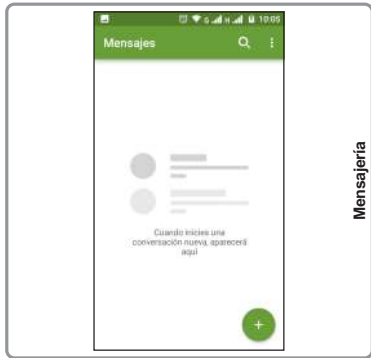 G H 10:05
Mensajes
Cuando inicies una
conversación nueva, aparecerá
aquí
+
Mensajería